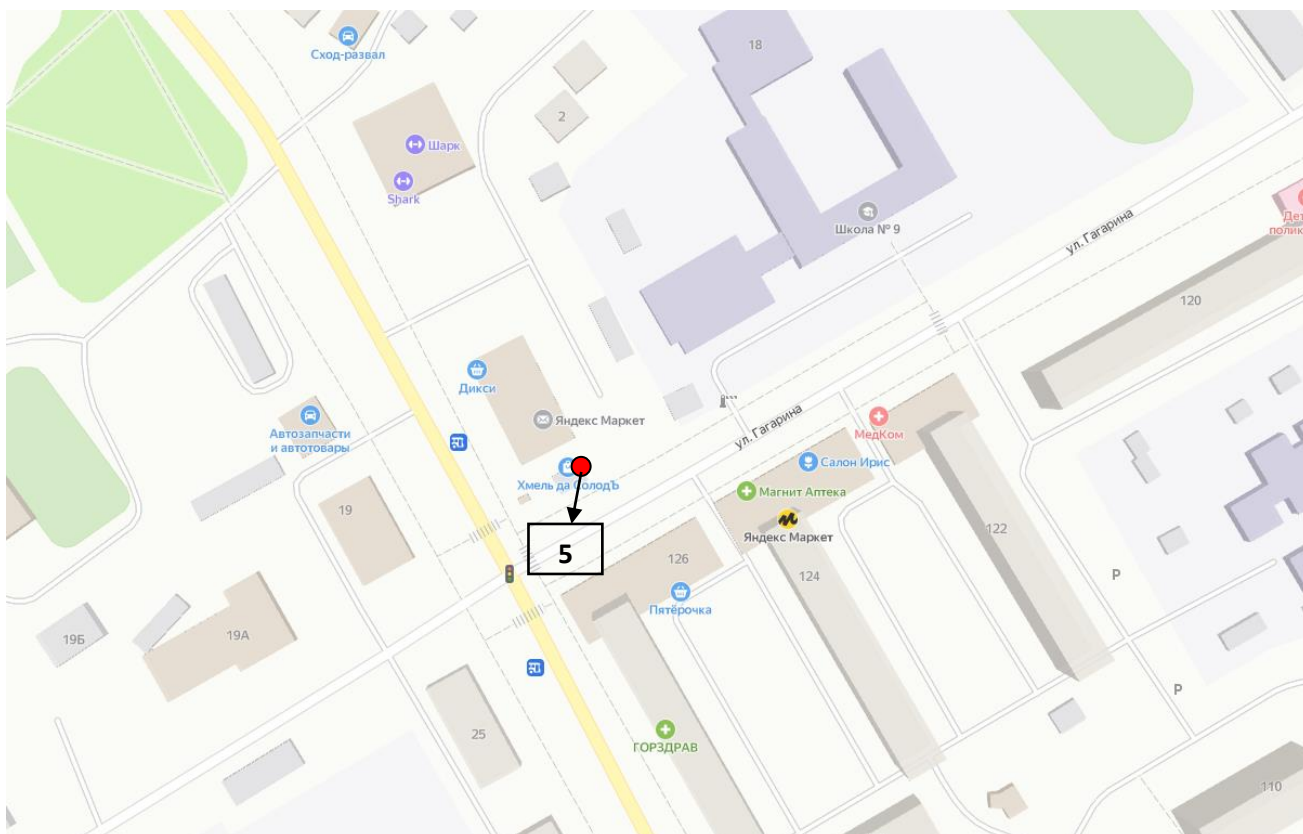 18
Сход-развал
2
Шарк
Shark
Школа № 9
ул. Гагарина
120
Дикси
Яндекс Маркет
ул. Гагарина
МедКом
Автозапчасти
и автотовары
Салон Ирис
Хмель да
Магнит Аптека
19
Яндекс Маркет
122
5
126
124
Пятёрочка
P
19Б
19А
P
25
ГОРЗДРАВ
110